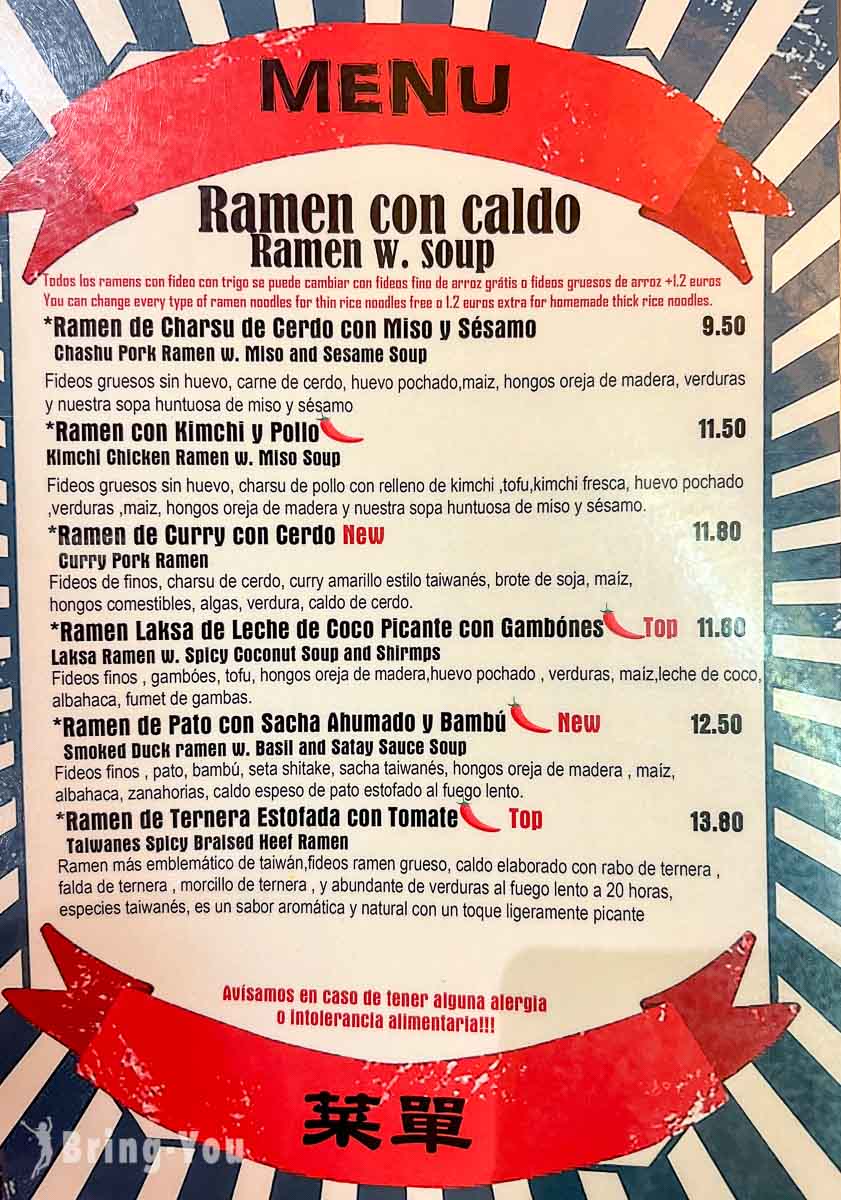 MENU
Ramen con caldo
Ramen w. soup
Todos los ramens con fideo con trigo se puede cambiar con fideos fino de arroz grátis o fideos gruesos de arroz +1.2 euros
You can change every type of ramen noodles for thin rice noodles free o 1.2 euros extra for homemade thick rice noodles.
*Ramen de Charsu de Cerdo con Miso y Sésamo 9.50
Chashu Pork Ramen w. Miso and Sesame Soup
Fideos gruesos sin huevo, carne de cerdo, huevo pochado,maiz, hongos oreja de madera, verduras
y nuestra sopa huntuosa de miso y sésamo
*Ramen con Kimchi y Pollo 11.50
Kimchi Chicken Ramen w. Miso Soup
Fideos gruesos sin huevo, charsu de pollo con relleno de kimchi ,tofu,kimchi fresca, huevo pochado
,verduras ,maiz, hongos oreja de madera y nuestra sopa huntuosa de miso y sésamo.
*Ramen de Curry con Cerdo New 11.80
Curry Pork Ramen
Fideos de finos, charsu de cerdo, curry amarillo estilo taiwanés, brote de soja, maíz,
hongos comestibles, algas, verdura, caldo de cerdo.
*Ramen Laksa de Leche de Coco Picante con Gambónes Top 11.80
Laksa Ramen w. Spicy Coconut Soup and Shirmps
Fideos finos , gambóes, tofu, hongos oreja de madera,huevo pochado , verduras, maíz,leche de coco,
albahaca, fumet de gambas.
*Ramen de Pato con Sacha Ahumado y Bambú New 12.50
Smoked Duck ramen w. Basil and Satay Sauce Soup
Fideos finos , pato, bambú, seta shitake, sacha taiwanés, hongos oreja de madera , maíz,
albahaca, zanahorias, caldo espeso de pato estofado al fuego lento.
*Ramen de Ternera Estofada con Tomate Top 13.80
Taiwanes Spicy Braised Heef Ramen
Ramen más emblemático de taiwán,fideos ramen grueso, caldo elaborado con rabo de ternera ,
falda de ternera , morcillo de ternera , y abundante de verduras al fuego lento a 20 horas,
especies taiwanés, es un sabor aromática y natural con un toque ligeramente picante
Avísamos en caso de tener alguna alergia
o intolerancia alimentaria!!!
菜單
Bring-You